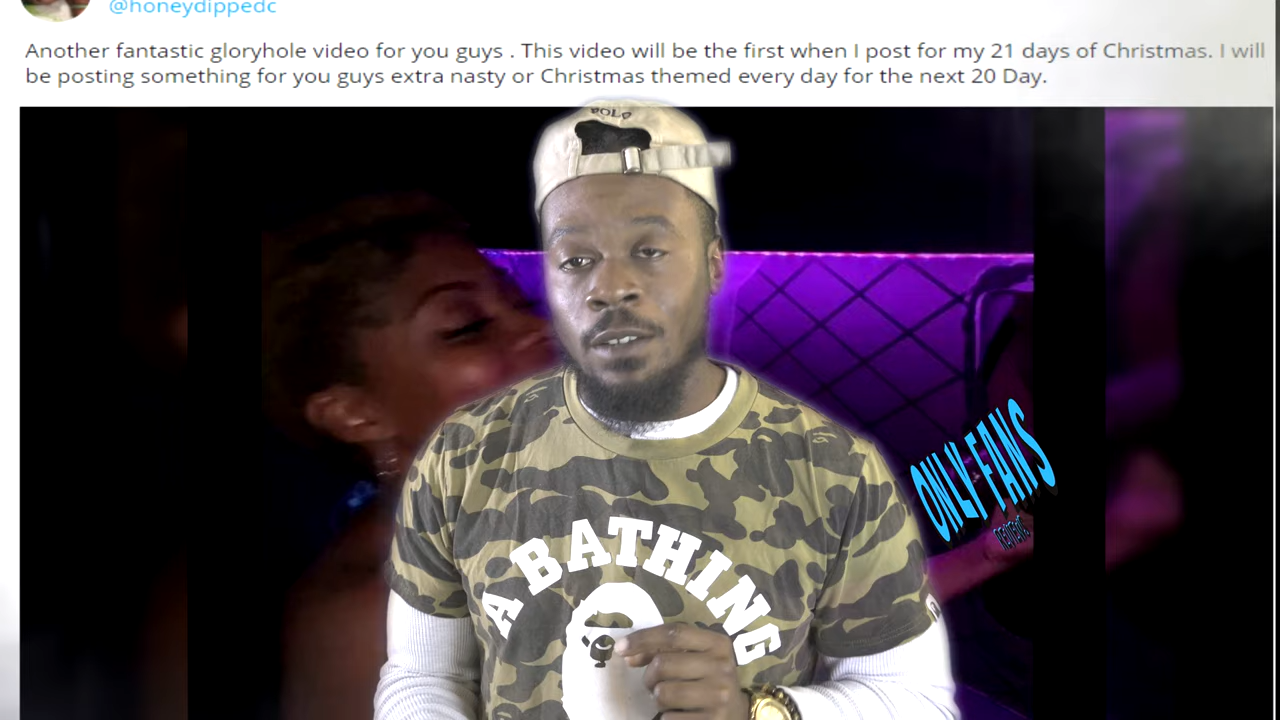 @honeydippedc
Another fantastic gloryhole video for you guys . This video will be the first when I post for my 21 days of Christmas. I will
be posting something for you guys extra nasty or Christmas themed every day for the next 20 Day.
POLO
ONLY FANS
A BATHING